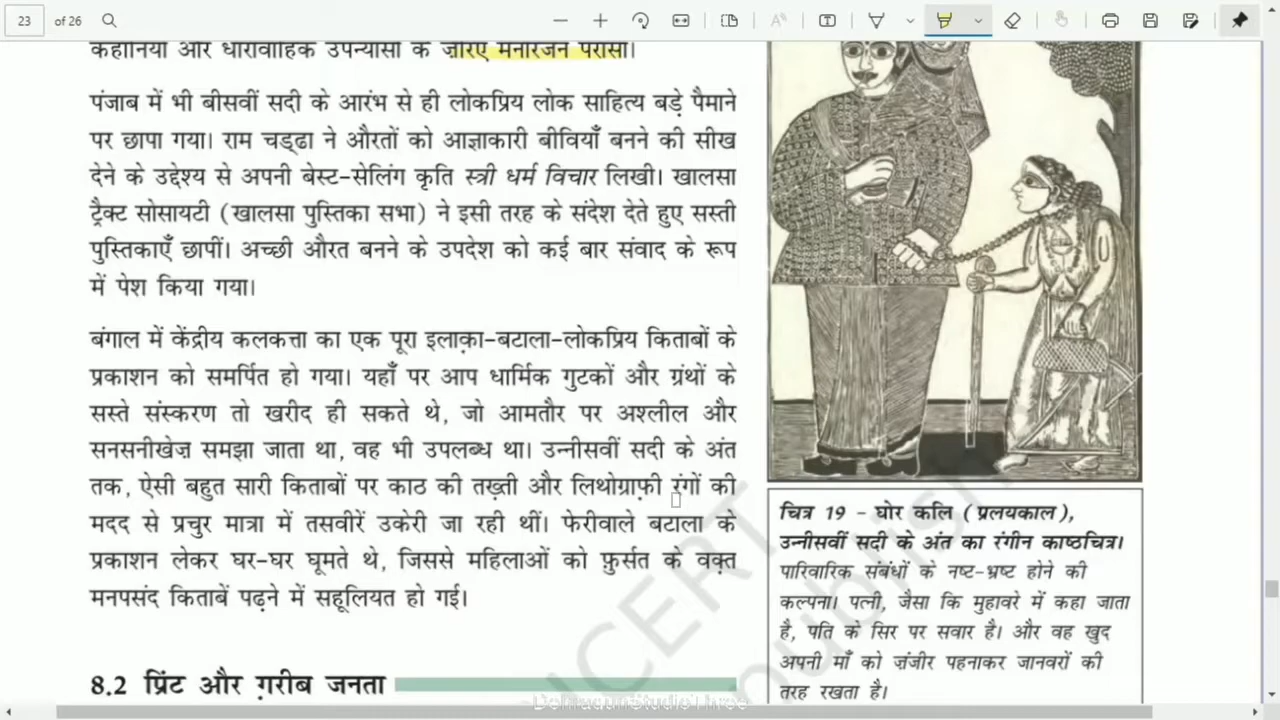 23 of 26
कहानियों और धारावाहिक उपन्यासों के ज़रिए मनोरंजन परोसा।
पंजाब में भी बीसवीं सदी के आरंभ से ही लोकप्रिय लोक साहित्य बड़े पैमाने
पर छापा गया। राम चड्ढा ने औरतों को आज्ञाकारी बीवियाँ बनने की सीख
देने के उद्देश्य से अपनी बेस्ट-सेलिंग कृति स्त्री धर्म विचार लिखी। खालसा
ट्रैक्ट सोसायटी (खालसा पुस्तिका सभा) ने इसी तरह के संदेश देते हुए सस्ती
पुस्तिकाएँ छापीं। अच्छी औरत बनने के उपदेश को कई बार संवाद के रूप
में पेश किया गया।
बंगाल में केंद्रीय कलकत्ता का एक पूरा इलाक़ा-बटाला-लोकप्रिय किताबों के
प्रकाशन को समर्पित हो गया। यहाँ पर आप धार्मिक गुटकों और ग्रंथों के
सस्ते संस्करण तो खरीद ही सकते थे, जो आमतौर पर अश्लील और
सनसनीखेज़ समझा जाता था, वह भी उपलब्ध था। उन्नीसवीं सदी के अंत
तक, ऐसी बहुत सारी किताबों पर काठ की तख़्ती और लिथोग्राफ़ी रंगों की
मदद से प्रचुर मात्रा में तसवीरें उकेरी जा रही थीं। फेरीवाले बटाला के
प्रकाशन लेकर घर-घर घूमते थे, जिससे महिलाओं को फ़ुर्सत के वक़्त
मनपसंद किताबें पढ़ने में सहूलियत हो गई।
8.2 प्रिंट और ग़रीब जनता
चित्र 19 - घोर कलि (प्रलयकाल),
उन्नीसवीं सदी के अंत का रंगीन काष्ठचित्र।
पारिवारिक संबंधों के नष्ट-भ्रष्ट होने की
कल्पना। पत्नी, जैसा कि मुहावरे में कहा जाता
है, पति के सिर पर सवार है। और वह खुद
अपनी माँ को ज़ंजीर पहनाकर जानवरों की
तरह रखता है।
NCERT